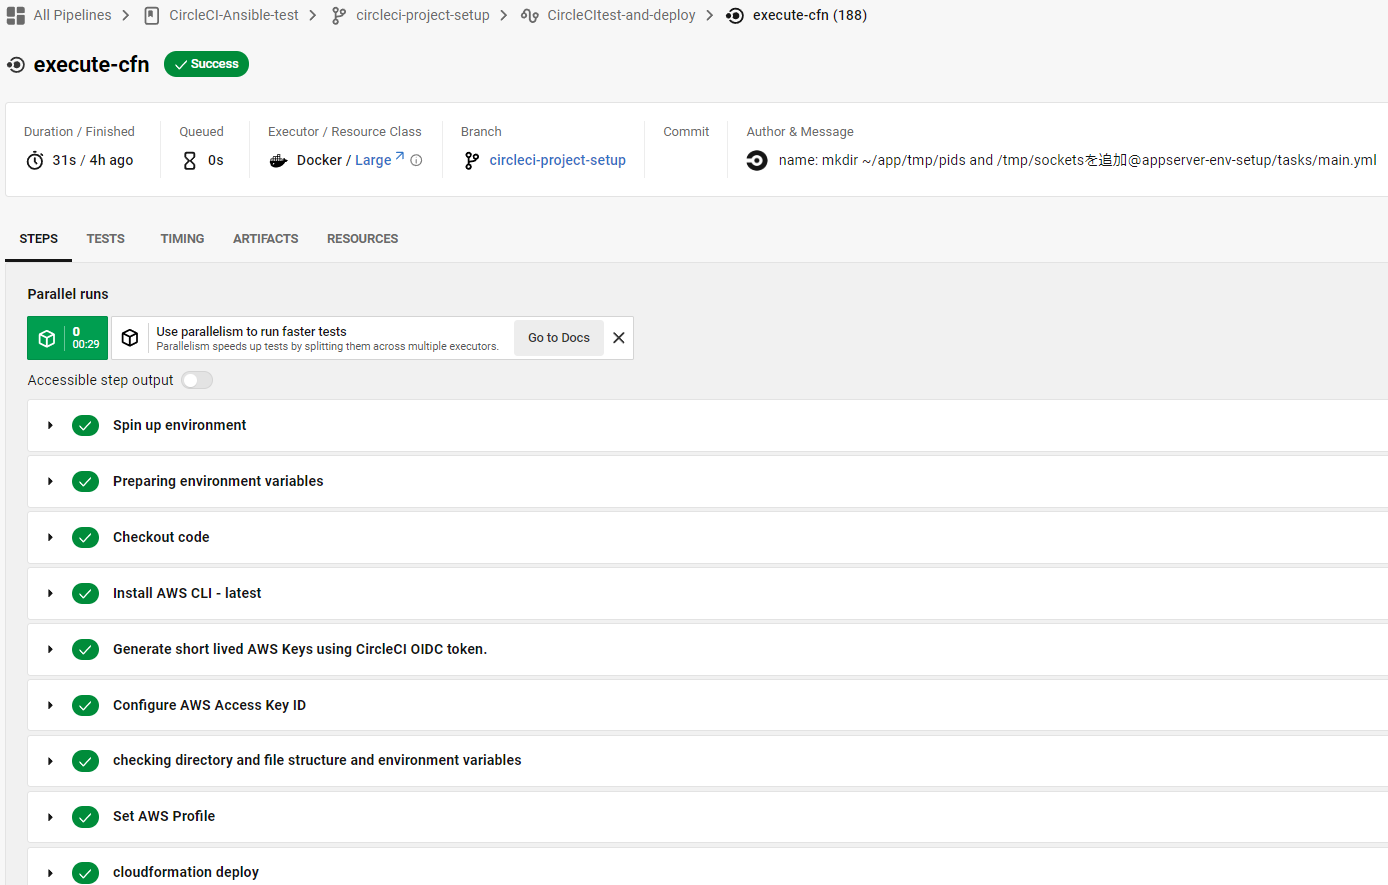 All Pipelines CircleCI-Ansible-test circleci-project-setup CircleCItest-and-deploy execute-cfn (188)
execute-cfn Success
Duration / Finished Queued Executor / Resource Class Branch Commit Author & Message
31s / 4h ago 0s Docker / Large circleci-project-setup name: mkdir ~/app/tmp/pids and /tmp/socketsを追加@appserver-env-setup/tasks/main.yml
STEPS TESTS TIMING ARTIFACTS RESOURCES
Parallel runs
0
00:29
Use parallelism to run faster tests
Parallelism speeds up tests by splitting them across multiple executors.
Go to Docs
Accessible step output
Spin up environment
Preparing environment variables
Checkout code
Install AWS CLI - latest
Generate short lived AWS Keys using CircleCI OIDC token.
Configure AWS Access Key ID
checking directory and file structure and environment variables
Set AWS Profile
cloudformation deploy